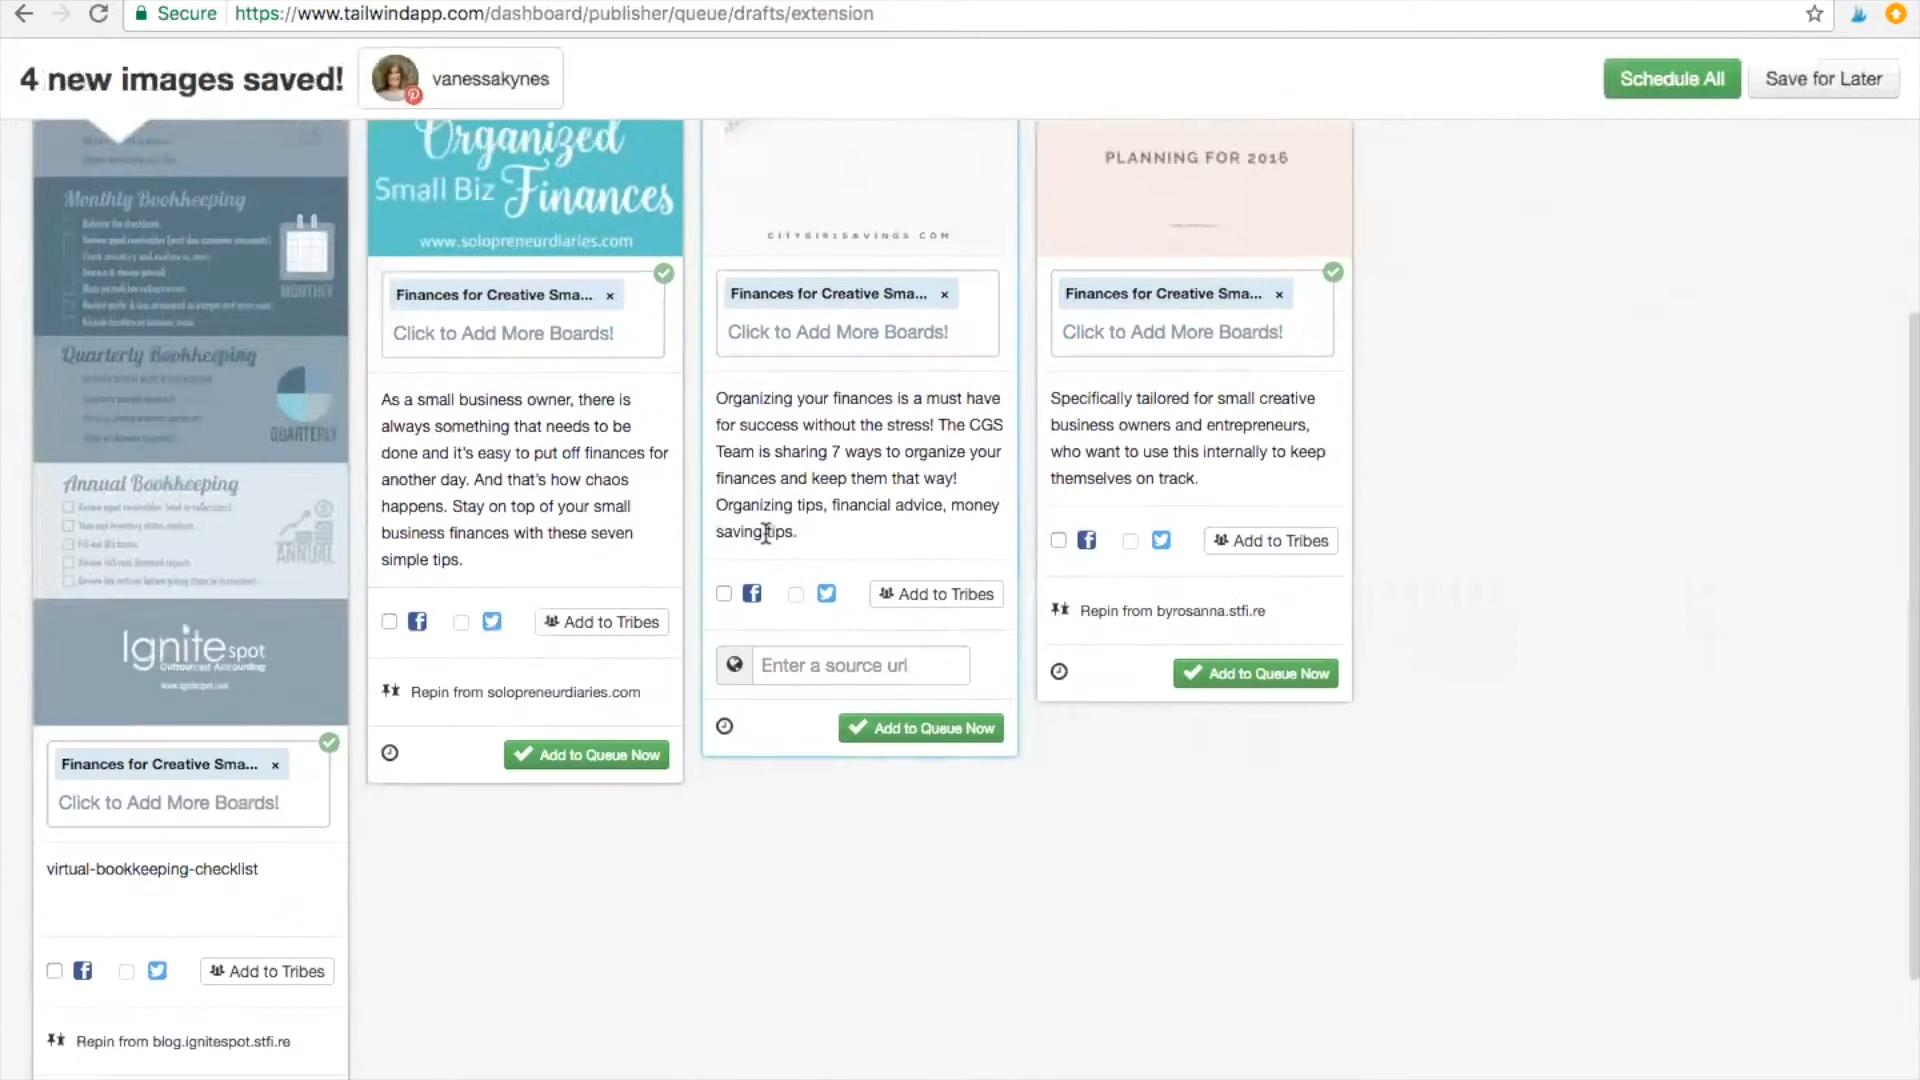 Secure
https://www.tailwindapp.com/dashboard/publisher/queue/drafts/extension
4 new images saved!
vanessakynes
Schedule All
Save for Later
Monthly Bookkeeping
MONTHLY
Quarterly Bookkeeping
QUARTERLY
Annual Bookkeeping
ANNUAL
Ignite spot
Outsourced Accounting
www.ignitespot.com
Finances for Creative Sma... ×
Click to Add More Boards!
virtual-bookkeeping-checklist
Add to Tribes
Repin from blog.ignitespot.stfi.re
Organized
Small Biz Finances
www.solopreneurdiaries.com
Finances for Creative Sma... ×
Click to Add More Boards!
As a small business owner, there is
always something that needs to be
done and it's easy to put off finances for
another day. And that's how chaos
happens. Stay on top of your small
business finances with these seven
simple tips.
Add to Tribes
Repin from solopreneurdiaries.com
Add to Queue Now
CITYGIRLSAVINGS.COM
Finances for Creative Sma... ×
Click to Add More Boards!
Organizing your finances is a must have
for success without the stress! The CGS
Team is sharing 7 ways to organize your
finances and keep them that way!
Organizing tips, financial advice, money
saving tips.
Add to Tribes
Enter a source url
Add to Queue Now
PLANNING FOR 2016
Finances for Creative Sma... ×
Click to Add More Boards!
Specifically tailored for small creative
business owners and entrepreneurs,
who want to use this internally to keep
themselves on track.
Add to Tribes
Repin from byrosanna.stfi.re
Add to Queue Now